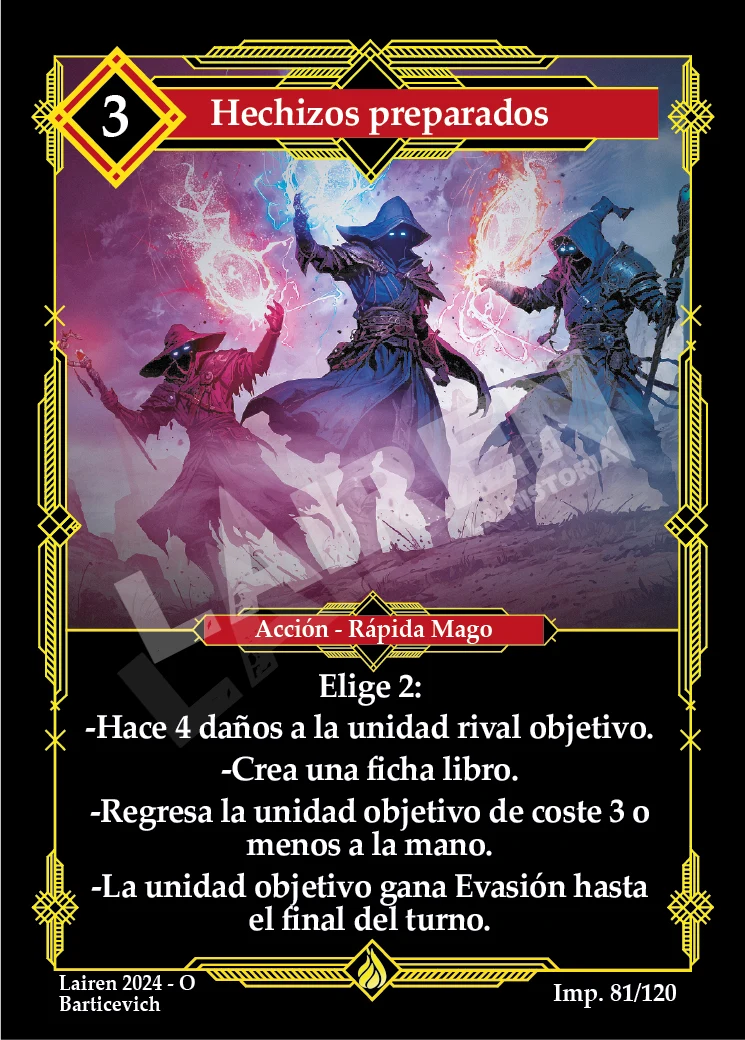 3
Hechizos preparados
LAIREN
HISTORIA
Acción - Rápida Mago
Elige 2:
-Hace 4 daños a la unidad rival objetivo.
-Crea una ficha libro.
-Regresa la unidad objetivo de coste 3 o
menos a la mano.
-La unidad objetivo gana Evasión hasta
el final del turno.
Lairen 2024 - O
Barticevich
Imp. 81/120